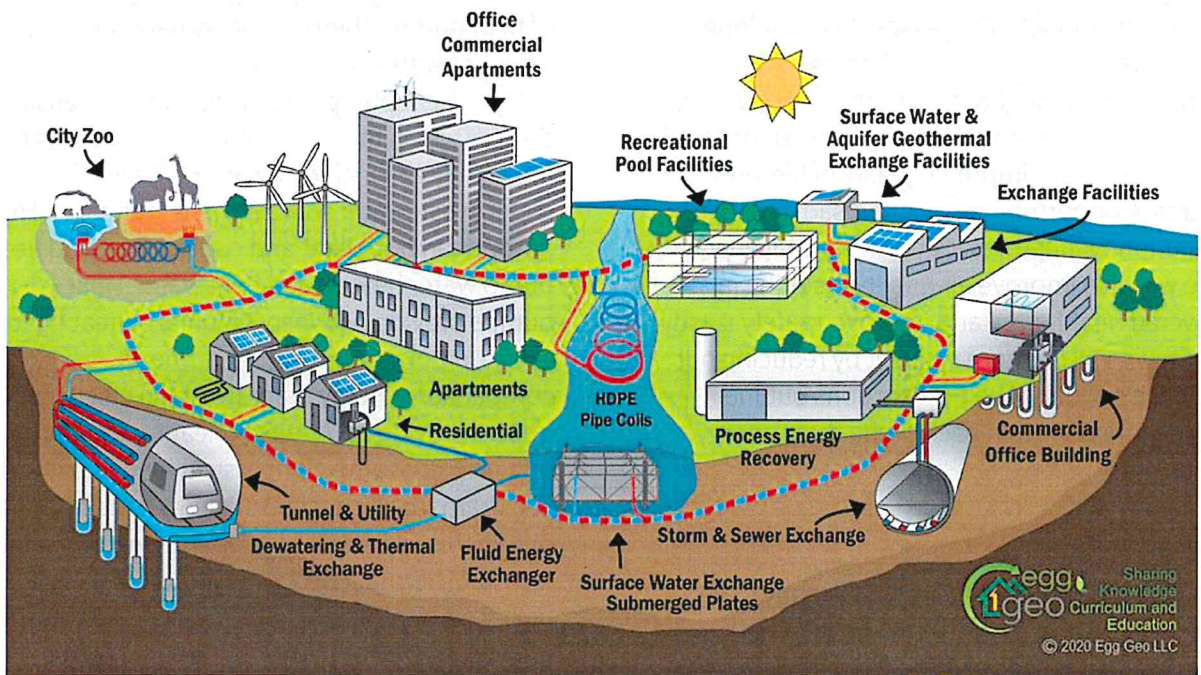 Office
Commercial
Apartments
City Zoo
Recreational
Pool Facilities
Surface Water &
Aquifer Geothermal
Exchange Facilities
Exchange Facilities
Apartments
Residential
HDPE
Pipe Coils
Process Energy
Recovery
Commercial
Office Building
Tunnel & Utility
Dewatering & Thermal
Exchange
Fluid Energy
Exchanger
Storm & Sewer Exchange
Surface Water Exchange
Submerged Plates
egg
geo
Sharing
Knowledge
Curriculum and
Education
© 2020 Egg Geo LLC